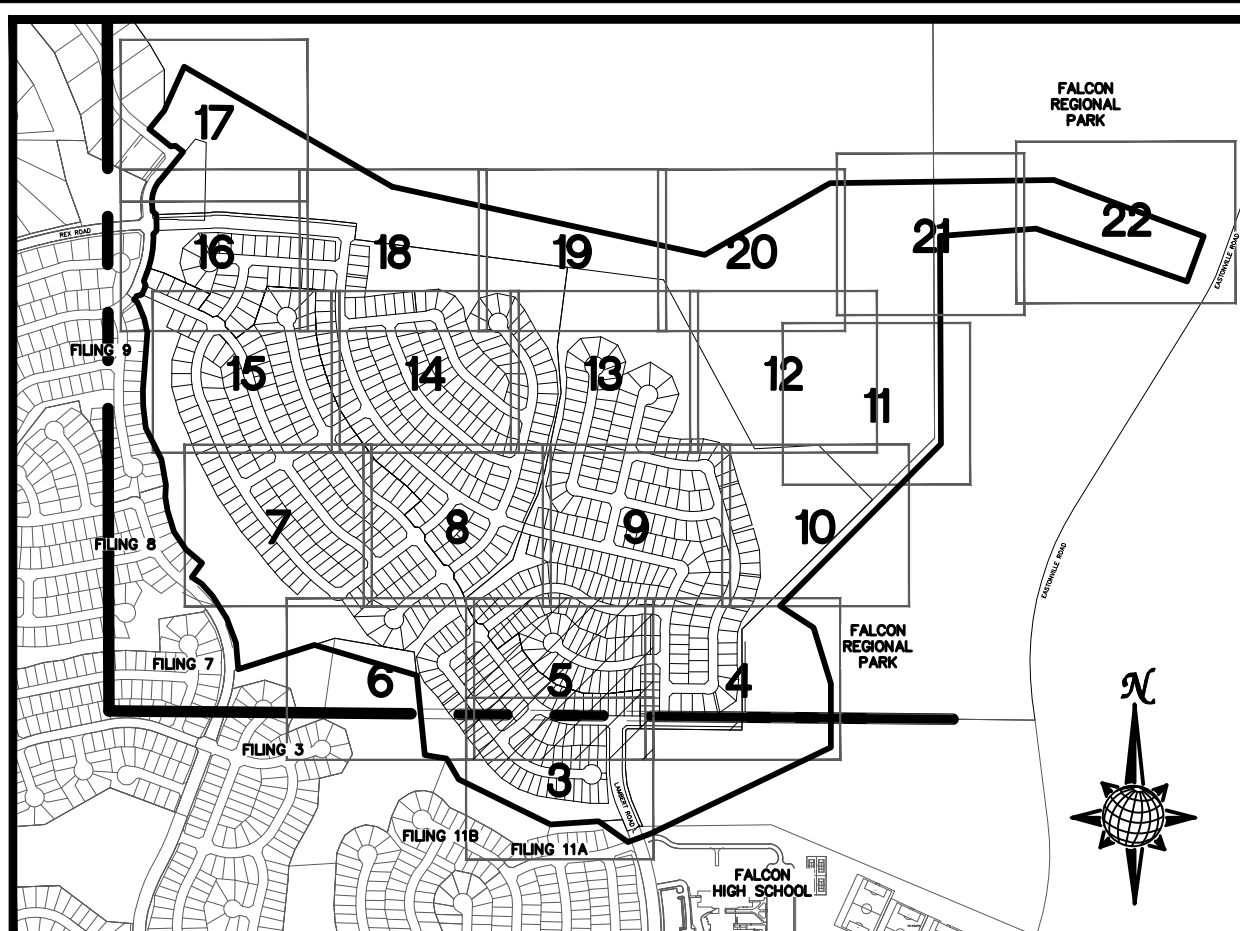 FALCON
REGIONAL
PARK
17
22
REX ROAD
16
18
19
20
21
EASTONVILLE ROAD
FILING 9
15
14
13
12
11
7
8
9
10
FILING 8
EASTONVILLE ROAD
FALCON
REGIONAL
PARK
FILING 7
6
5
4
N
FILING 3
3
LAMBERT ROAD
FILING 11B
FILING 11A
FALCON
HIGH SCHOOL